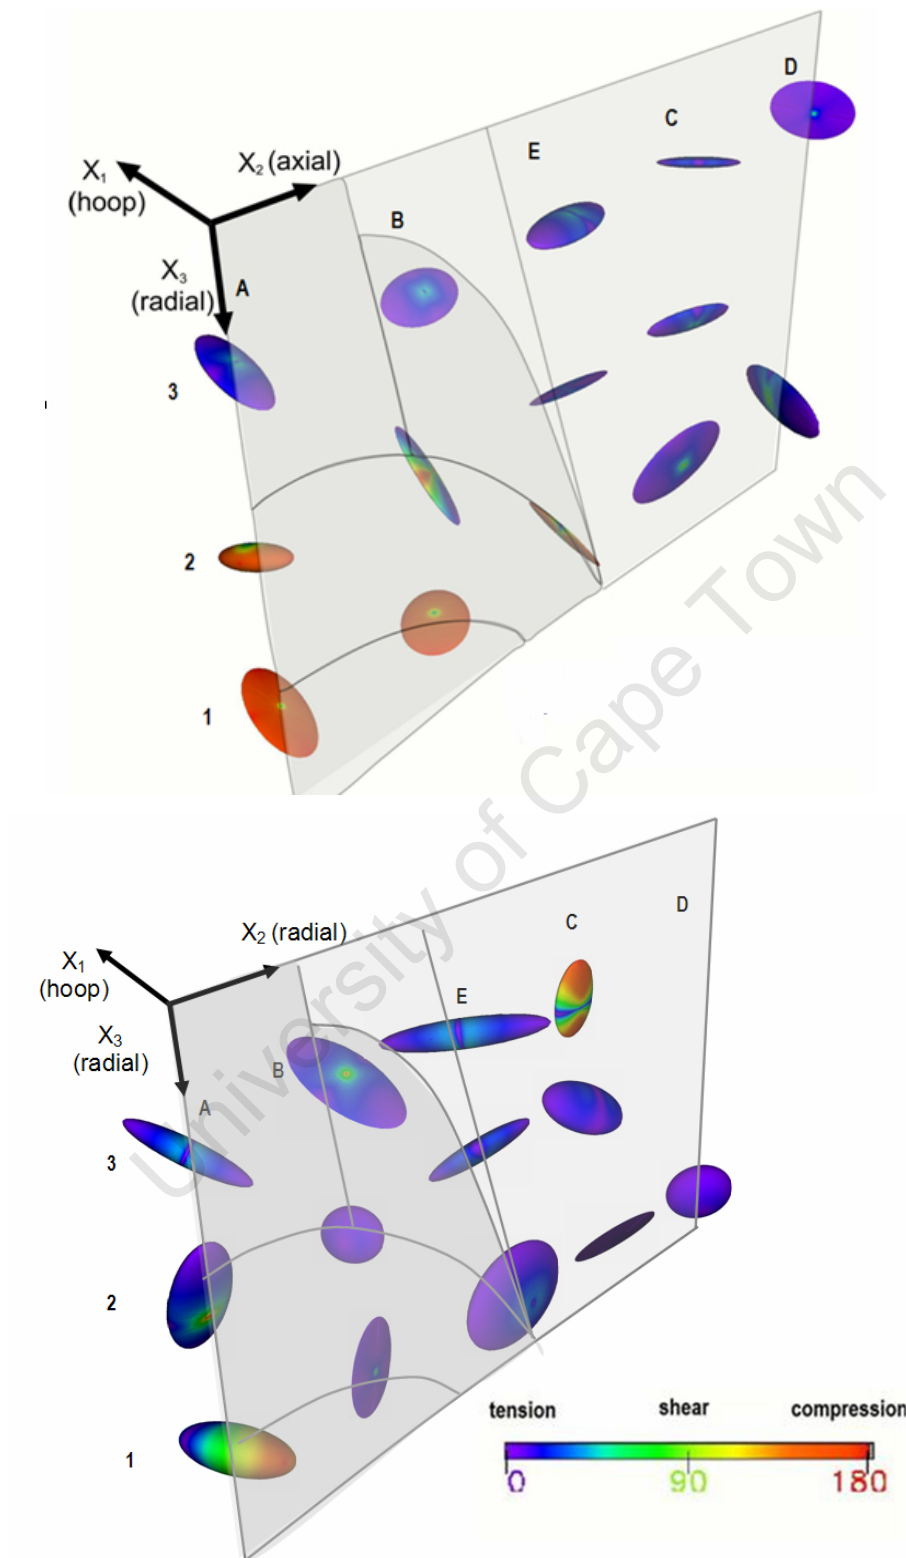 D
C
X₂ (axial)
E
X₁
(hoop)
B
X₃
(radial)
A
3
2
1
D
C
X₂ (radial)
X₁
(hoop)
E
X₃
(radial)
B
A
3
2
1
tension shear compression
0 90 180
University of Cape Town